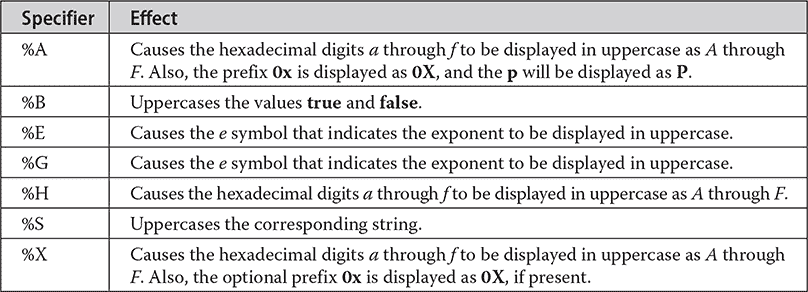 Specifier Effect
%A Causes the hexadecimal digits a through f to be displayed in uppercase as A through
F. Also, the prefix 0x is displayed as 0X, and the p will be displayed as P.
%B Uppercases the values true and false.
%E Causes the e symbol that indicates the exponent to be displayed in uppercase.
%G Causes the e symbol that indicates the exponent to be displayed in uppercase.
%H Causes the hexadecimal digits a through f to be displayed in uppercase as A through F.
%S Uppercases the corresponding string.
%X Causes the hexadecimal digits a through f to be displayed in uppercase as A through
F. Also, the optional prefix 0x is displayed as 0X, if present.